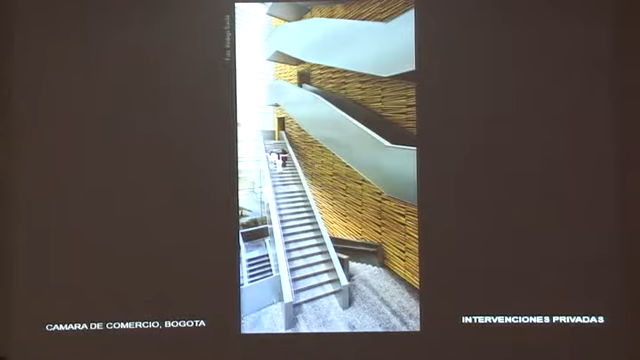 CAMARA DE COMERCIO, BOGOTA
INTERVENCIONES PRIVADAS